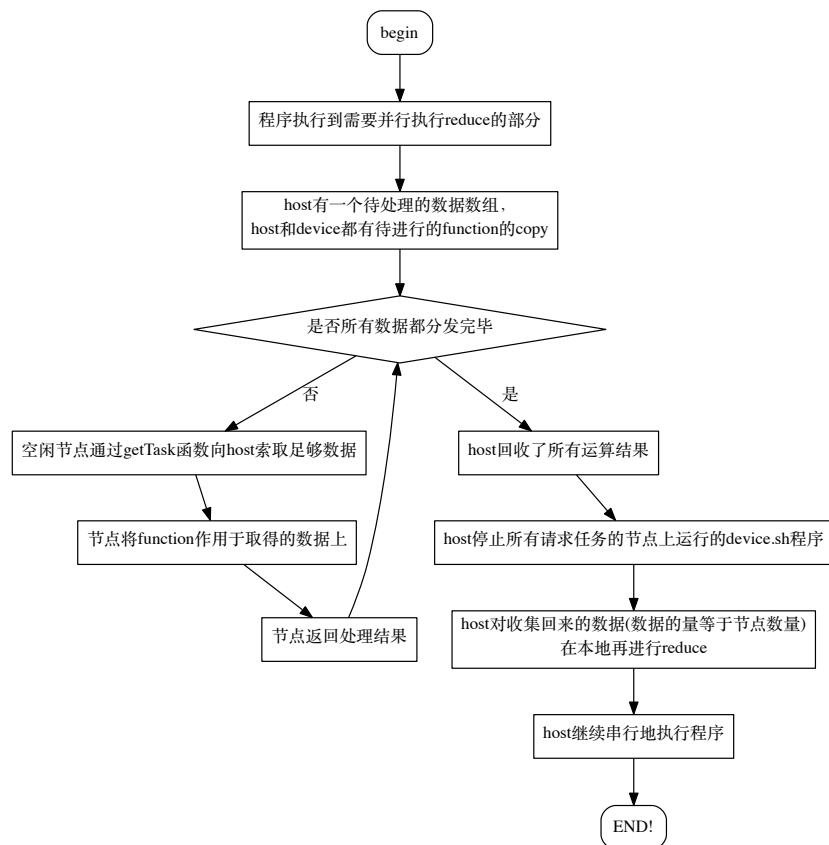 begin
程序执行到需要并行执行reduce的部分
host有一个待处理的数据数组,
host和device都有待进行的function的copy
是否所有数据都分发完毕
否
是
空闲节点通过getTask函数向host索取足够数据
host回收了所有运算结果
节点将function作用于取得的数据上
host停止所有请求任务的节点上运行的device.sh程序
节点返回处理结果
host对收集回来的数据(数据的量等于节点数量)
在本地再进行reduce
host继续串行地执行程序
END!